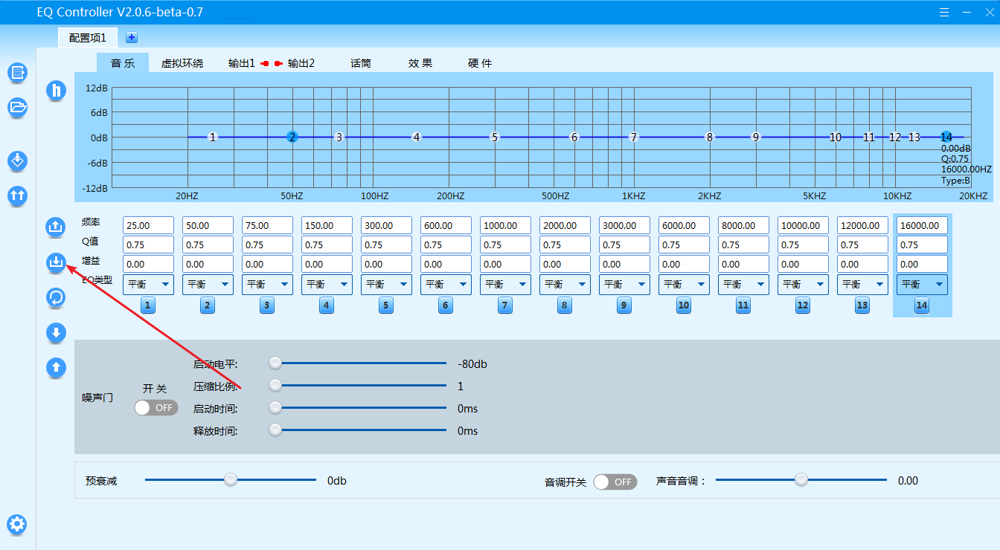 EQ Controller V2.0.6-beta-0.7
配置项1
音 乐 虚拟环绕 输出1 输出2 话筒 效 果 硬 件
h
12dB
6dB
0dB
-6dB
-12dB
1 2 3 4 5 6 7 8 9 10 11 12 13 14
0.00dB
Q:0.75
16000.00HZ
Type:B
20HZ 50HZ 100HZ 200HZ 500HZ 1KHZ 2KHZ 5KHZ 10KHZ 20KHZ
频率 25.00 50.00 75.00 150.00 300.00 600.00 1000.00 2000.00 3000.00 6000.00 8000.00 10000.00 12000.00 16000.00
Q值 0.75 0.75 0.75 0.75 0.75 0.75 0.75 0.75 0.75 0.75 0.75 0.75 0.75 0.75
增益 0.00 0.00 0.00 0.00 0.00 0.00 0.00 0.00 0.00 0.00 0.00 0.00 0.00 0.00
EQ类型 平衡 平衡 平衡 平衡 平衡 平衡 平衡 平衡 平衡 平衡 平衡 平衡 平衡 平衡
1 2 3 4 5 6 7 8 9 10 11 12 13 14
启动电平: -80db
压缩比例: 1
启动时间: 0ms
释放时间: 0ms
噪声门
开 关
OFF
预衰减 0db 音调开关 OFF 声音音调： 0.00